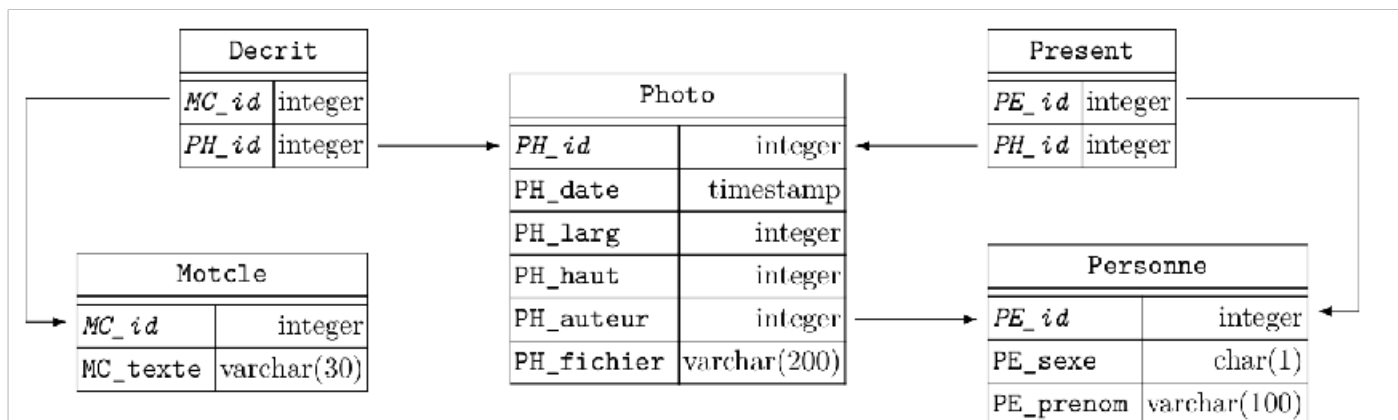 Decrit
MC_id integer
PH_id integer
Motcle
MC_id integer
MC_texte varchar(30)
Photo
PH_id integer
PH_date timestamp
PH_larg integer
PH_haut integer
PH_auteur integer
PH_fichier varchar(200)
Present
PE_id integer
PH_id integer
Personne
PE_id integer
PE_sexe char(1)
PE_prenom varchar(100)